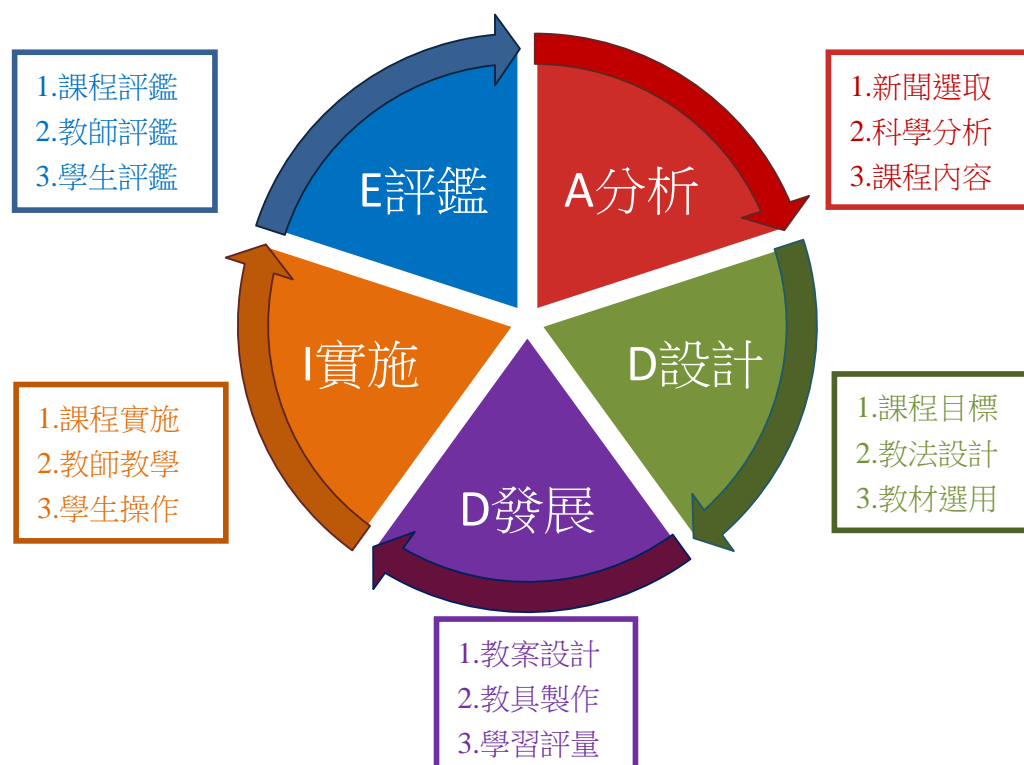 E評鑑
A分析
D設計
D發展
I實施
1.課程評鑑
2.教師評鑑
3.學生評鑑
1.新聞選取
2.科學分析
3.課程內容
1.課程目標
2.教法設計
3.教材選用
1.教案設計
2.教具製作
3.學習評量
1.課程實施
2.教師教學
3.學生操作